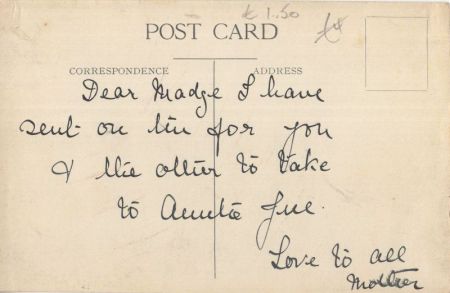 £1.50 £4
POST CARD
CORRESPONDENCE ADDRESS
Dear Madge I have
sent on tin for you
& the other to take
to Auntie
Love to all
Mother